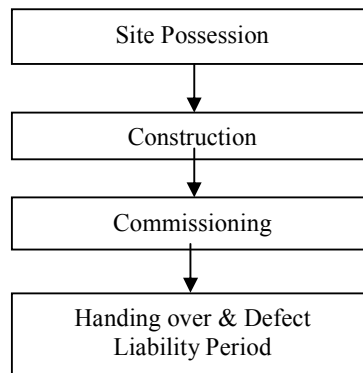 Site Possession
Construction
Commissioning
Handing over & Defect
Liability Period